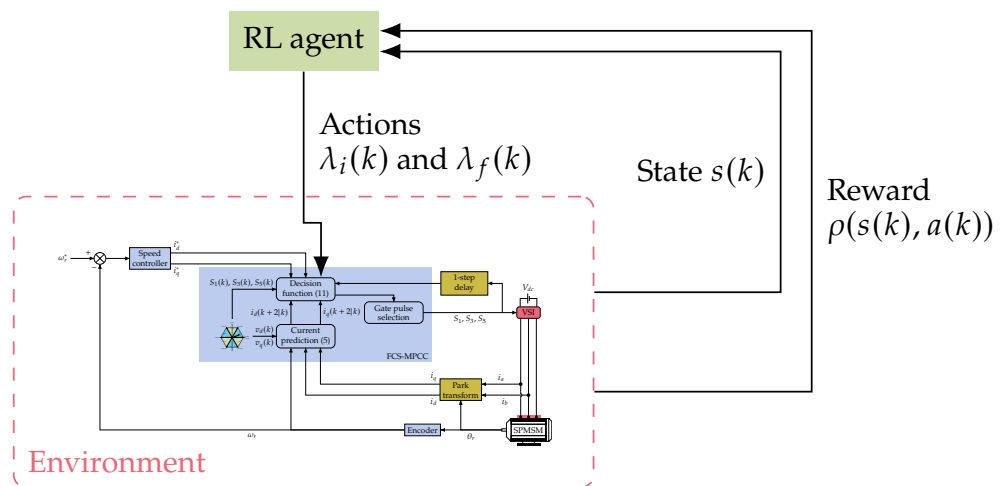 RL agent
Actions
λ_i(k) and λ_f(k)
State s(k)
Reward
ρ(s(k), a(k))
ω_r^*
+
−
Speed
controller
i_d^*
i_q^*
S_1(k), S_3(k), S_5(k)
Decision
function (11)
1-step
delay
i_d(k + 2|k)
i_q(k + 2|k)
Gate pulse
selection
S_1, S_3, S_5
V_dc
VSI
v_d(k)
v_q(k)
Current
prediction (5)
FCS-MPCC
i_q
i_d
Park
transform
i_a
i_b
ω_r
Encoder
θ_r
SPMSM
Environment